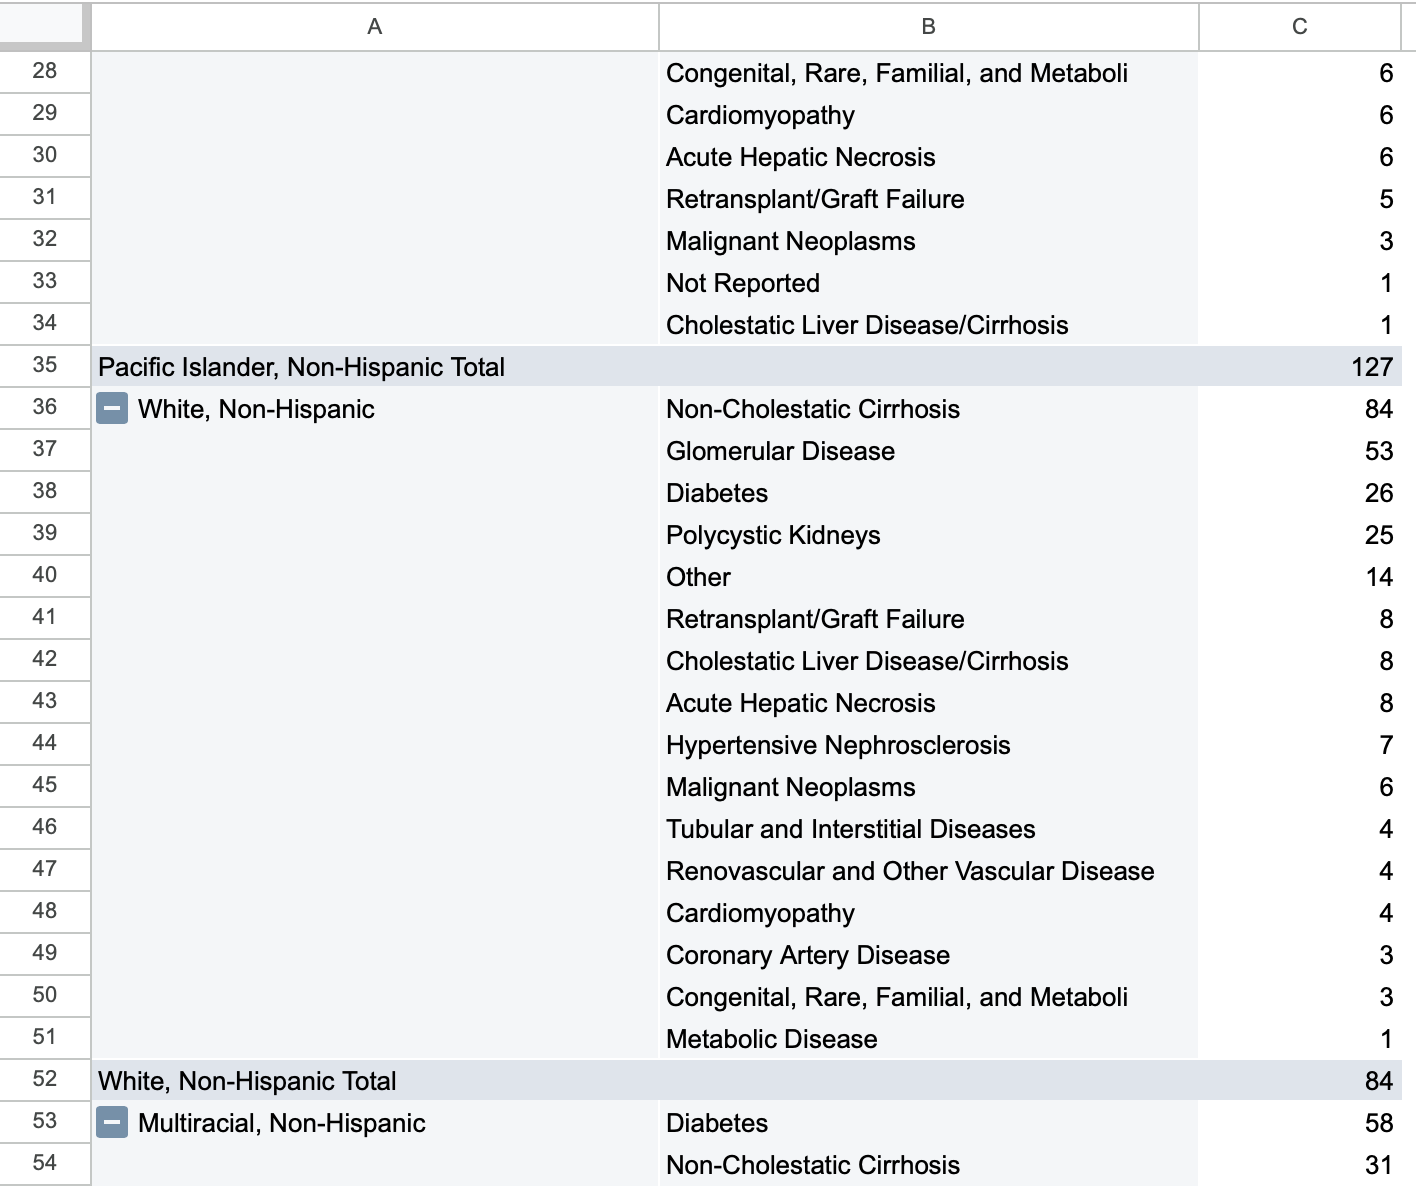 A B C
28 Congenital, Rare, Familial, and Metaboli 6
29 Cardiomyopathy 6
30 Acute Hepatic Necrosis 6
31 Retransplant/Graft Failure 5
32 Malignant Neoplasms 3
33 Not Reported 1
34 Cholestatic Liver Disease/Cirrhosis 1
35 Pacific Islander, Non-Hispanic Total 127
36 White, Non-Hispanic Non-Cholestatic Cirrhosis 84
37 Glomerular Disease 53
38 Diabetes 26
39 Polycystic Kidneys 25
40 Other 14
41 Retransplant/Graft Failure 8
42 Cholestatic Liver Disease/Cirrhosis 8
43 Acute Hepatic Necrosis 8
44 Hypertensive Nephrosclerosis 7
45 Malignant Neoplasms 6
46 Tubular and Interstitial Diseases 4
47 Renovascular and Other Vascular Disease 4
48 Cardiomyopathy 4
49 Coronary Artery Disease 3
50 Congenital, Rare, Familial, and Metaboli 3
51 Metabolic Disease 1
52 White, Non-Hispanic Total 84
53 Multiracial, Non-Hispanic Diabetes 58
54 Non-Cholestatic Cirrhosis 31